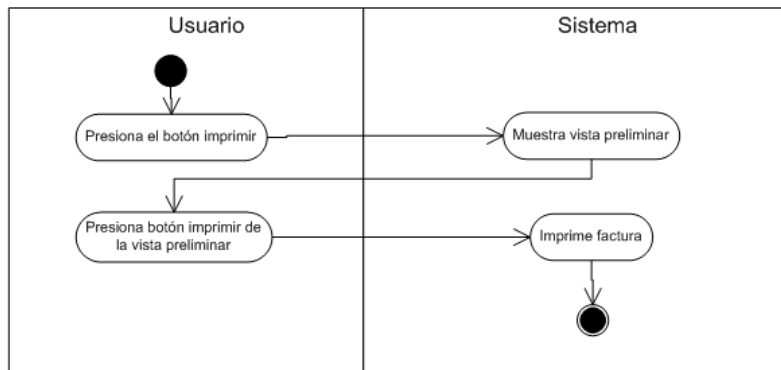 Usuario
Sistema
Presiona el botón imprimir
Muestra vista preliminar
Presiona botón imprimir de
la vista preliminar
Imprime factura